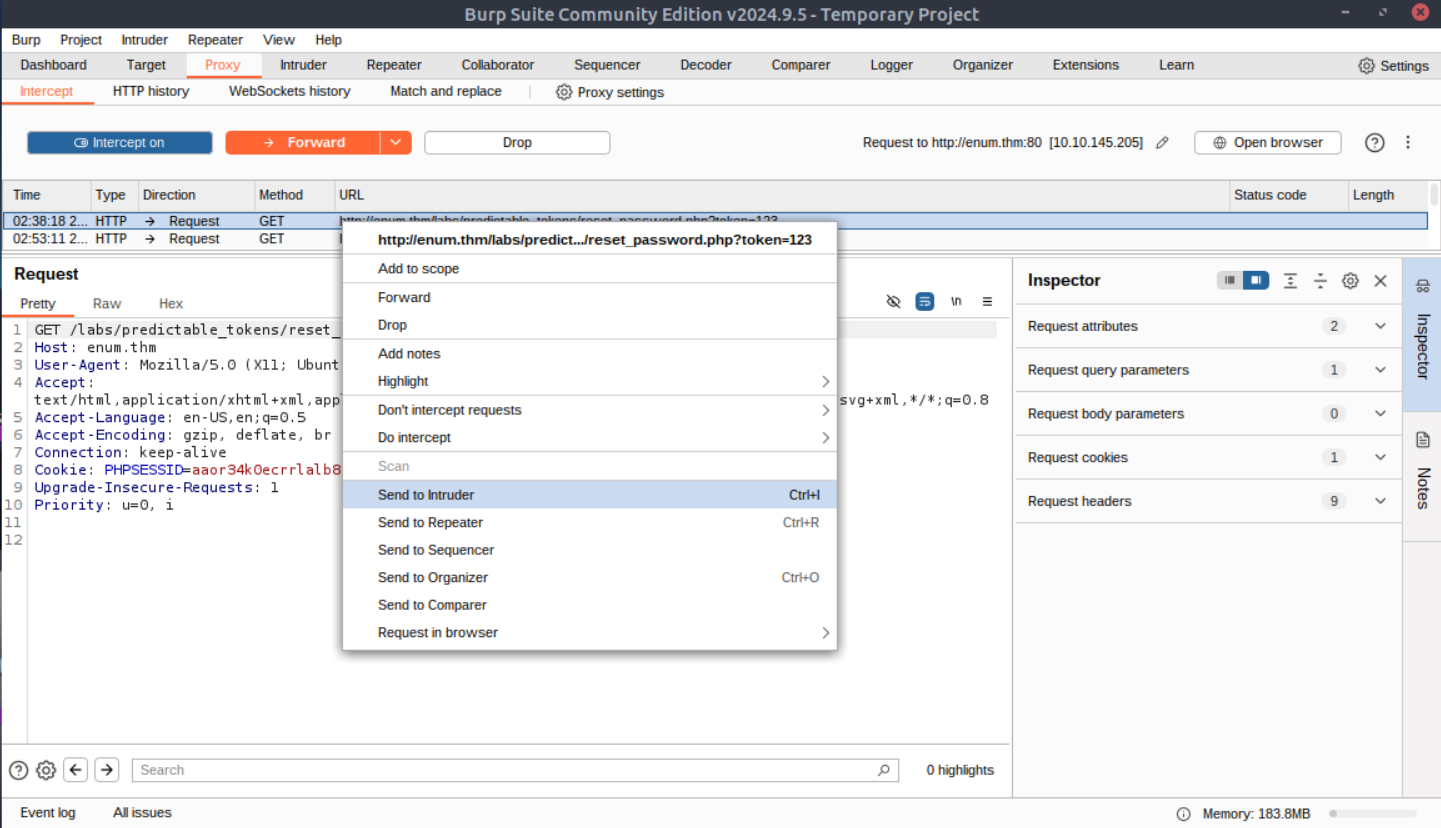 Burp Suite Community Edition v2024.9.5 - Temporary Project
Burp Project Intruder Repeater View Help
Dashboard Target Proxy Intruder Repeater Collaborator Sequencer Decoder Comparer Logger Organizer Extensions Learn Settings
Intercept HTTP history WebSockets history Match and replace Proxy settings
Intercept on Forward Drop Request to http://enum.thm:80 [10.10.145.205] Open browser
Time Type Direction Method URL Status code Length
02:38:18 2... HTTP → Request GET http://enum.thm/labs/predictable_tokens/reset_password.php?token=123
02:53:11 2... HTTP → Request GET
http://enum.thm/labs/predict.../reset_password.php?token=123
Add to scope
Forward
Drop
Add notes
Highlight
Don't intercept requests
Do intercept
Scan
Send to Intruder Ctrl+I
Send to Repeater Ctrl+R
Send to Sequencer
Send to Organizer Ctrl+O
Send to Comparer
Request in browser
Request
Pretty Raw Hex \n
1 GET /labs/predictable_tokens/reset_
2 Host: enum.thm
3 User-Agent: Mozilla/5.0 (X11; Ubunt
4 Accept:
text/html,application/xhtml+xml,app svg+xml,*/*;q=0.8
5 Accept-Language: en-US,en;q=0.5
6 Accept-Encoding: gzip, deflate, br
7 Connection: keep-alive
8 Cookie: PHPSESSID=aaor34k0ecrrlalb8
9 Upgrade-Insecure-Requests: 1
10 Priority: u=0, i
11
12
Inspector
Request attributes 2
Request query parameters 1
Request body parameters 0
Request cookies 1
Request headers 9
Inspector
Notes
Search 0 highlights
Event log All issues Memory: 183.8MB